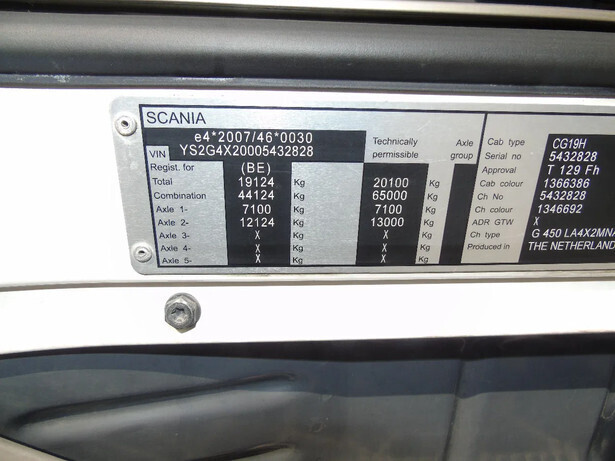 SCANIA
e4*2007/46*0030
VIN YS2G4X20005432828
Technically permissible
Axle group
Regist. for (BE)
Total 19124 Kg 20100 Kg
Combination 44124 Kg 65000 Kg
Axle 1- 7100 Kg 7100 Kg
Axle 2- 12124 Kg 13000 Kg
Axle 3- X Kg X Kg
Axle 4- X Kg X Kg
Axle 5- X Kg X Kg
Cab type CG19H
Serial no 5432828
Approval T 129 Fh
Cab colour 1366386
Ch No 5432828
Ch colour 1346692
ADR GTW X
Ch type G 450 LA4X2MNA
Produced in THE NETHERLAND